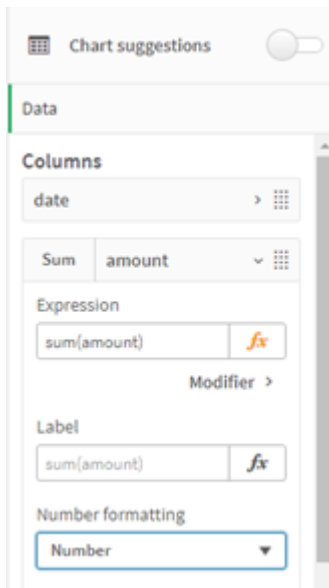 Chart suggestions
Data
Columns
date
Sum amount
Expression
sum(amount) fx
Modifier >
Label
sum(amount) fx
Number formatting
Number